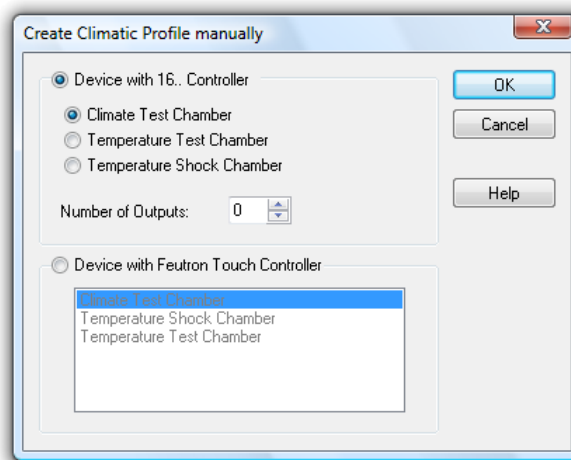 Create Climatic Profile manually
Device with 16.. Controller
OK
Climate Test Chamber
Cancel
Temperature Test Chamber
Temperature Shock Chamber
Help
Number of Outputs: 0
Device with Feutron Touch Controller
Climate Test Chamber
Temperature Shock Chamber
Temperature Test Chamber